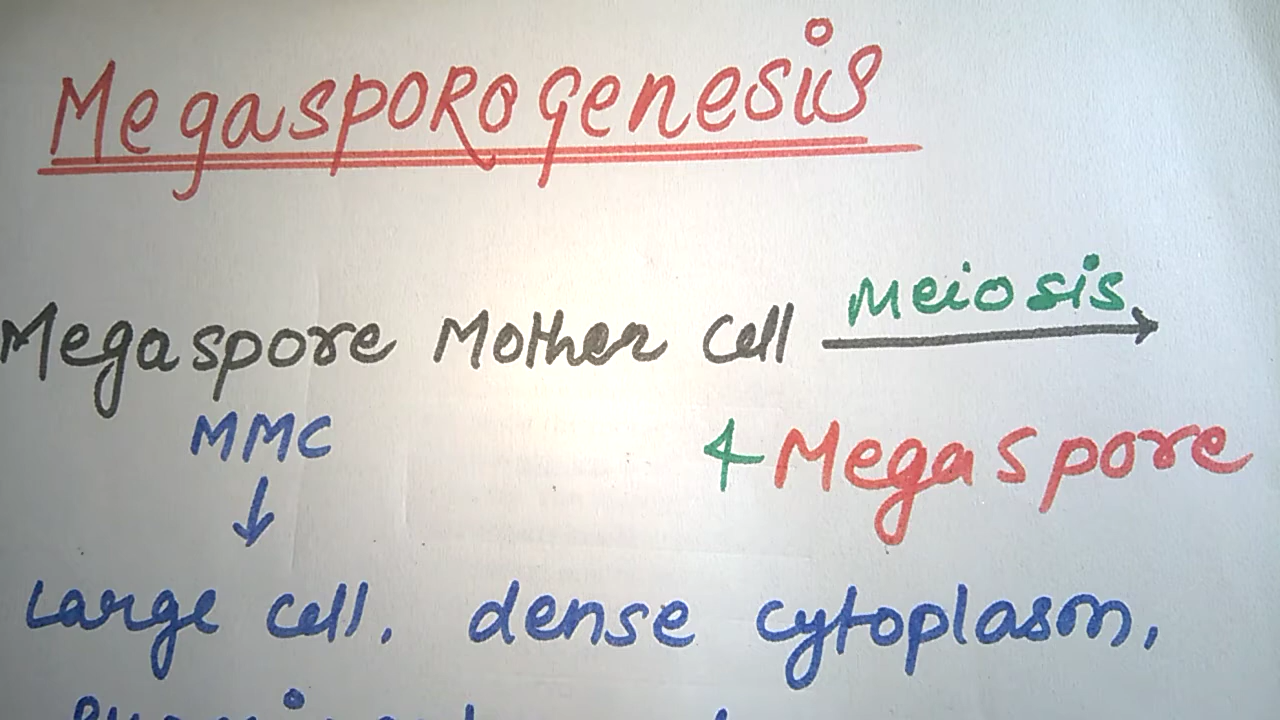 Megasporogenesis
Megaspore Mother cell Meiosis
MMC
4 Megaspore
↓
Large cell. dense cytoplasm,